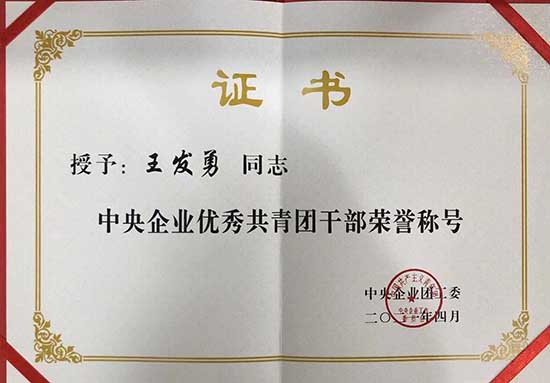 证书
授予：王发勇 同志
中央企业优秀共青团干部荣誉称号
中央企业团工委
二〇 年四月